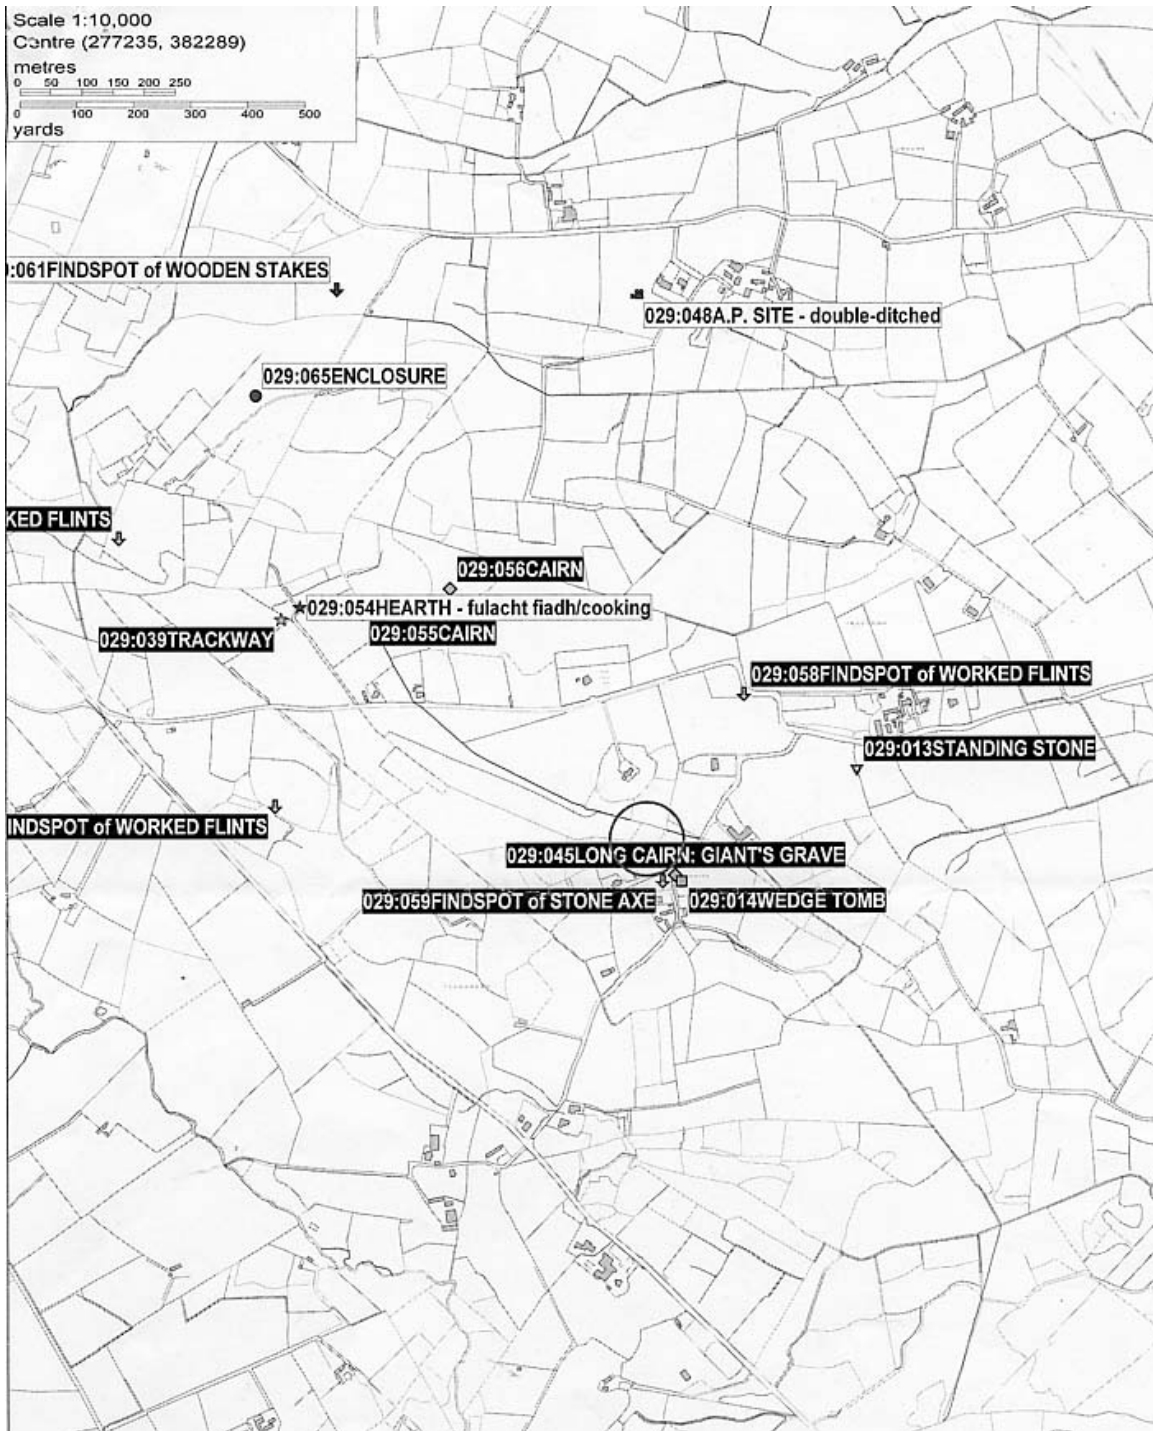 Scale 1:10,000
Centre (277235, 382289)
metres
0 50 100 150 200 250
0 100 200 300 400 500
yards
:061FINDSPOT of WOODEN STAKES
029:048A.P. SITE - double-ditched
029:065ENCLOSURE
KED FLINTS
029:056CAIRN
029:054HEARTH - fulacht fiadh/cooking
029:039TRACKWAY
029:055CAIRN
029:058FINDSPOT of WORKED FLINTS
029:013STANDING STONE
INDSPOT of WORKED FLINTS
029:045LONG CAIRN: GIANT'S GRAVE
029:059FINDSPOT of STONE AXE
029:014WEDGE TOMB